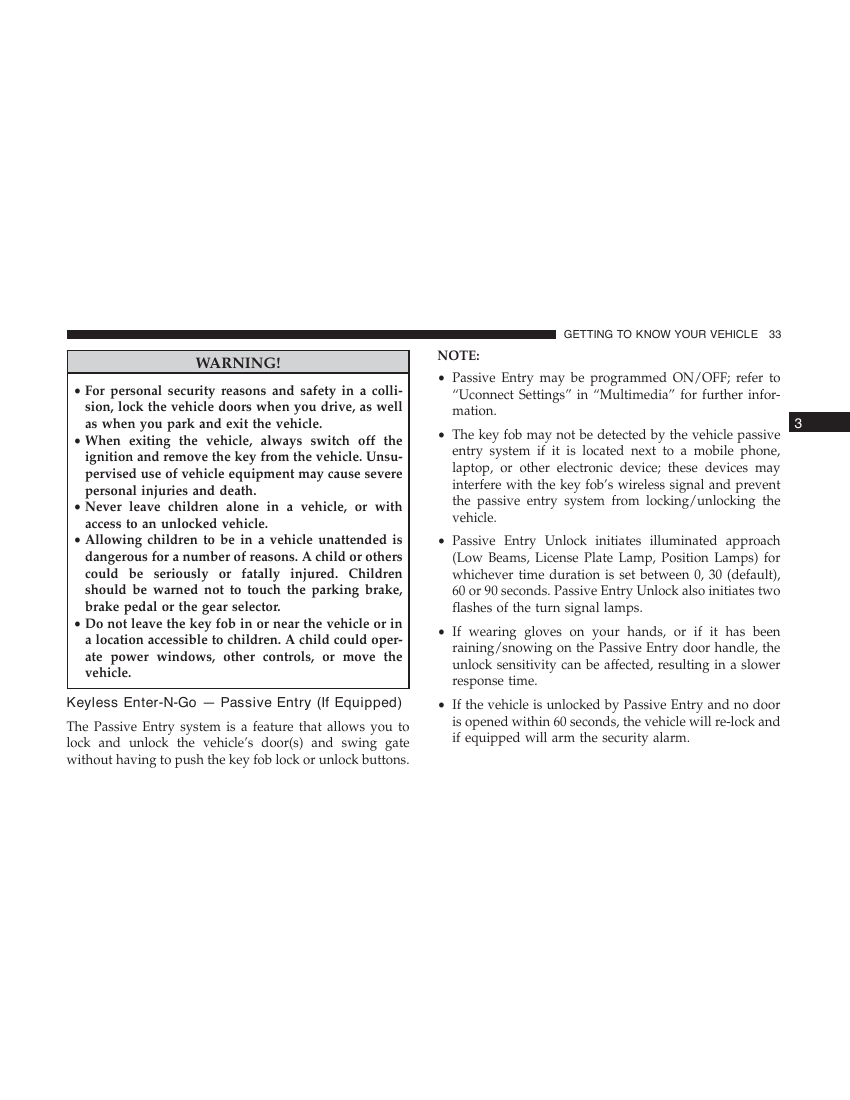 GETTING TO KNOW YOUR VEHICLE 33
WARNING!
• For personal security reasons and safety in a colli-
sion, lock the vehicle doors when you drive, as well
as when you park and exit the vehicle.
• When exiting the vehicle, always switch off the
ignition and remove the key from the vehicle. Unsu-
pervised use of vehicle equipment may cause severe
personal injuries and death.
• Never leave children alone in a vehicle, or with
access to an unlocked vehicle.
• Allowing children to be in a vehicle unattended is
dangerous for a number of reasons. A child or others
could be seriously or fatally injured. Children
should be warned not to touch the parking brake,
brake pedal or the gear selector.
• Do not leave the key fob in or near the vehicle or in
a location accessible to children. A child could oper-
ate power windows, other controls, or move the
vehicle.
Keyless Enter-N-Go — Passive Entry (If Equipped)
The Passive Entry system is a feature that allows you to
lock and unlock the vehicle’s door(s) and swing gate
without having to push the key fob lock or unlock buttons.
NOTE:
• Passive Entry may be programmed ON/OFF; refer to
“Uconnect Settings” in “Multimedia” for further infor-
mation.
• The key fob may not be detected by the vehicle passive
entry system if it is located next to a mobile phone,
laptop, or other electronic device; these devices may
interfere with the key fob’s wireless signal and prevent
the passive entry system from locking/unlocking the
vehicle.
• Passive Entry Unlock initiates illuminated approach
(Low Beams, License Plate Lamp, Position Lamps) for
whichever time duration is set between 0, 30 (default),
60 or 90 seconds. Passive Entry Unlock also initiates two
flashes of the turn signal lamps.
• If wearing gloves on your hands, or if it has been
raining/snowing on the Passive Entry door handle, the
unlock sensitivity can be affected, resulting in a slower
response time.
• If the vehicle is unlocked by Passive Entry and no door
is opened within 60 seconds, the vehicle will re-lock and
if equipped will arm the security alarm.
3